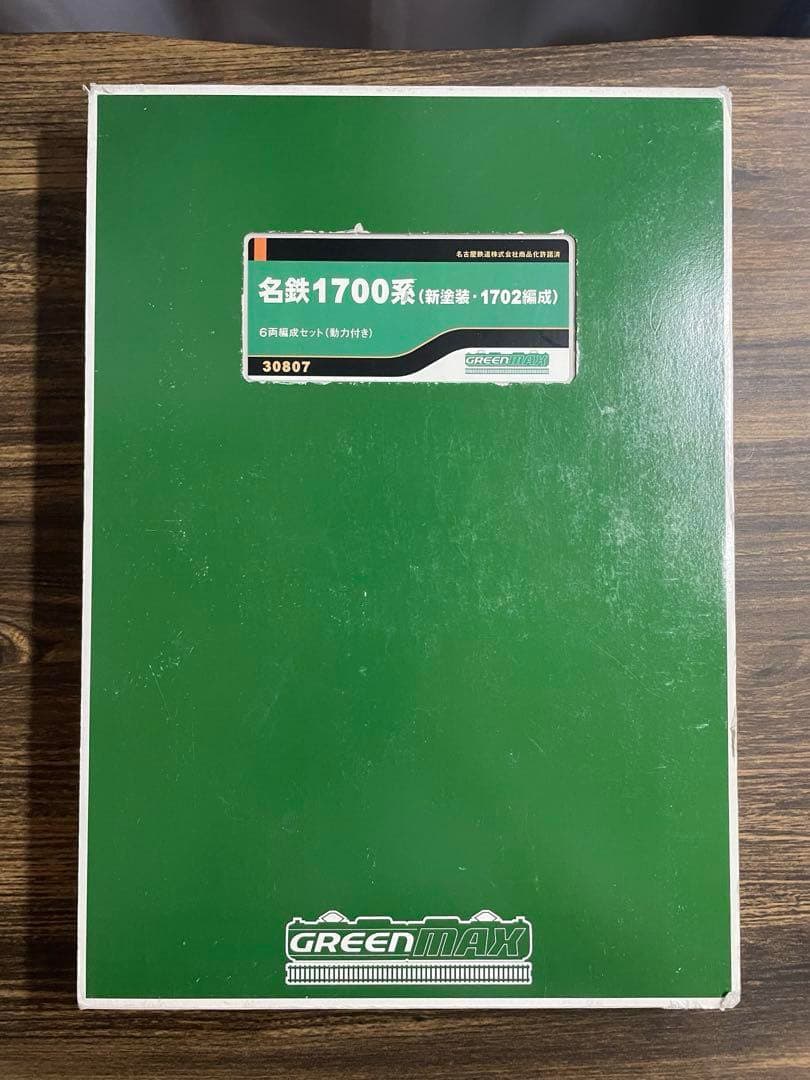 名古屋鉄道株式会社商品化許諾済
名鉄1700系(新塗装・1702編成)
6両編成セット(動力付き)
30807
GREENMAX
GREENMAX